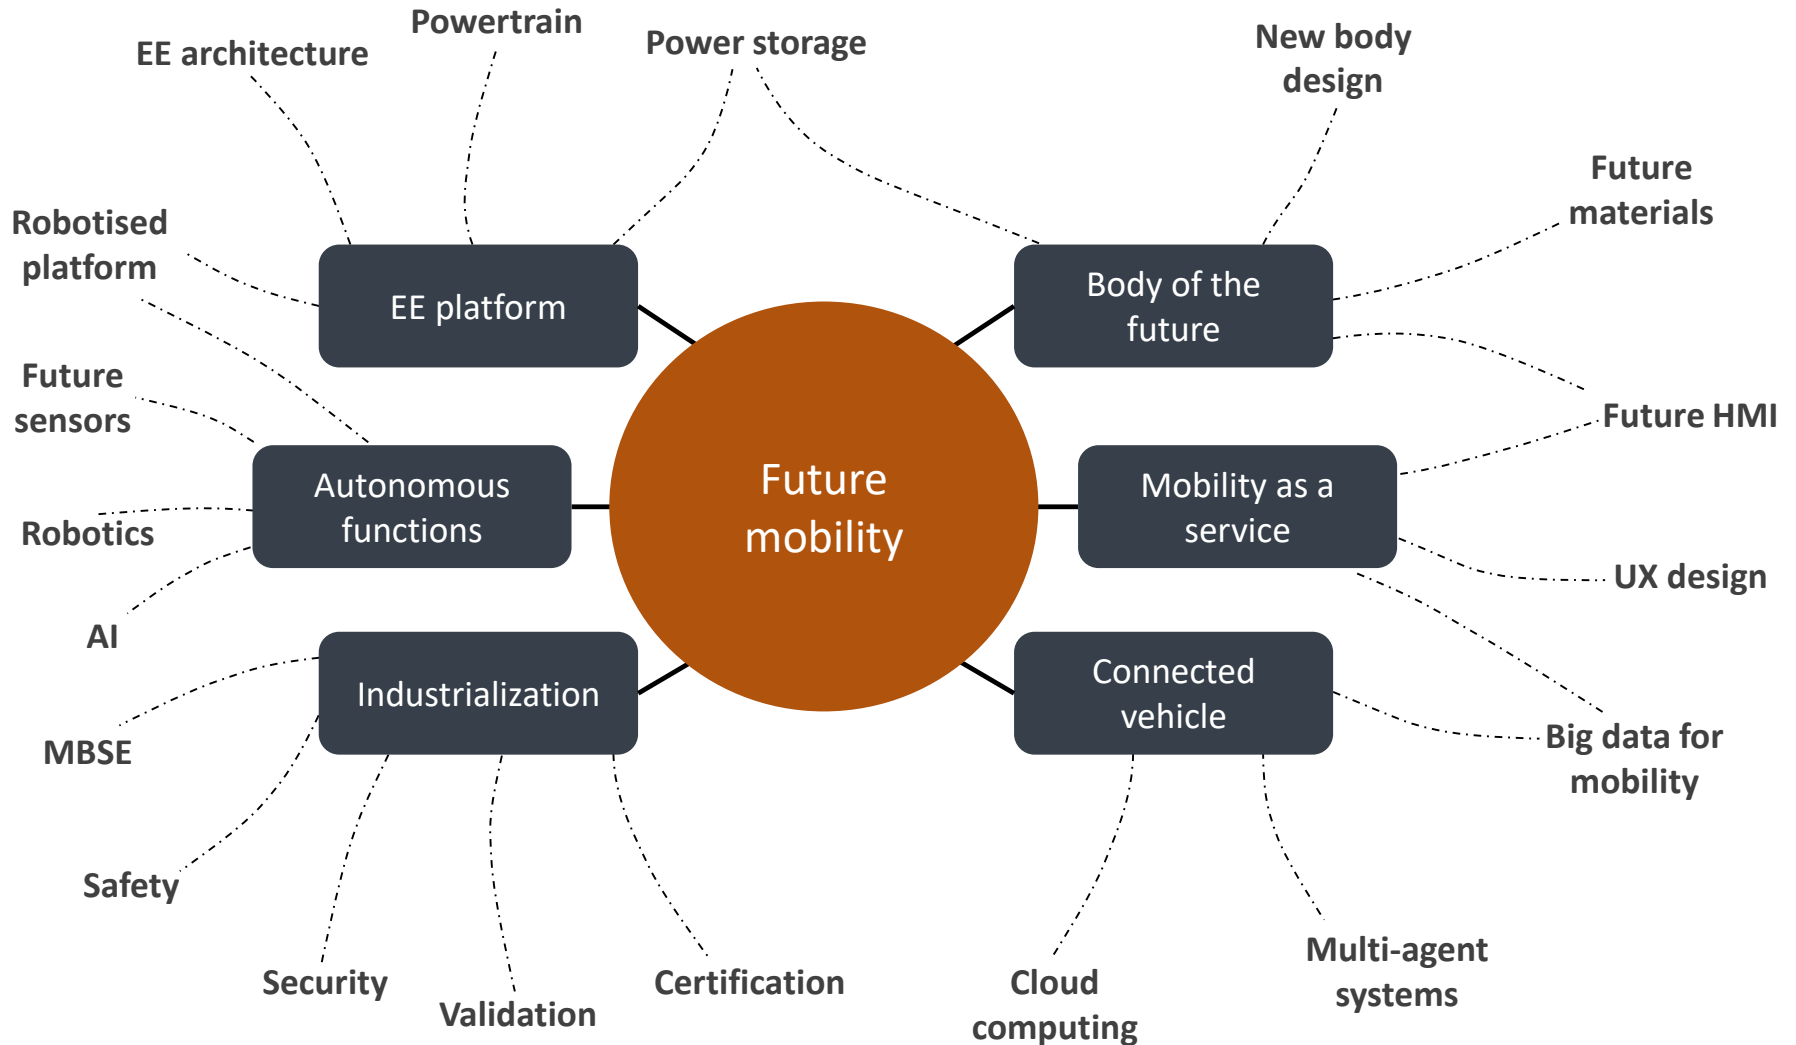 Powertrain
EE architecture
Power storage
New body
design
Future
materials
Robotised
platform
EE platform
Body of the
future
Future
sensors
Future HMI
Autonomous
functions
Future
mobility
Mobility as a
service
Robotics
UX design
AI
Industrialization
Connected
vehicle
MBSE
Big data for
mobility
Safety
Security
Validation
Certification
Cloud
computing
Multi-agent
systems